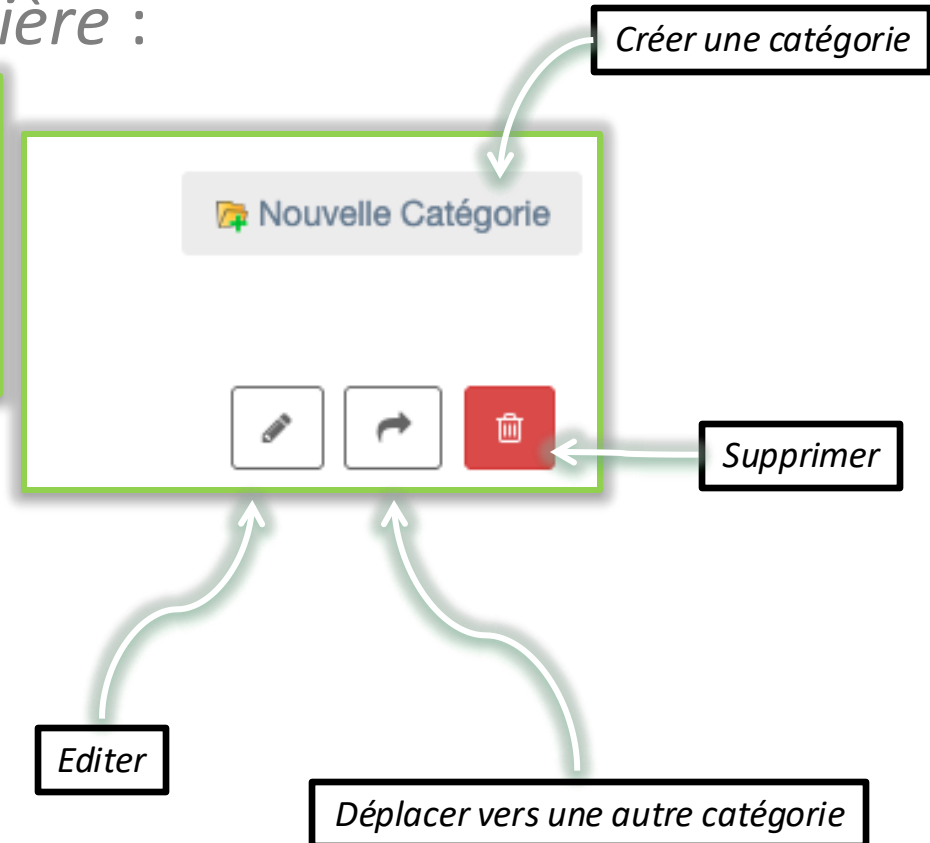 ière :
Créer une catégorie
Nouvelle Catégorie
Supprimer
Editer
Déplacer vers une autre catégorie